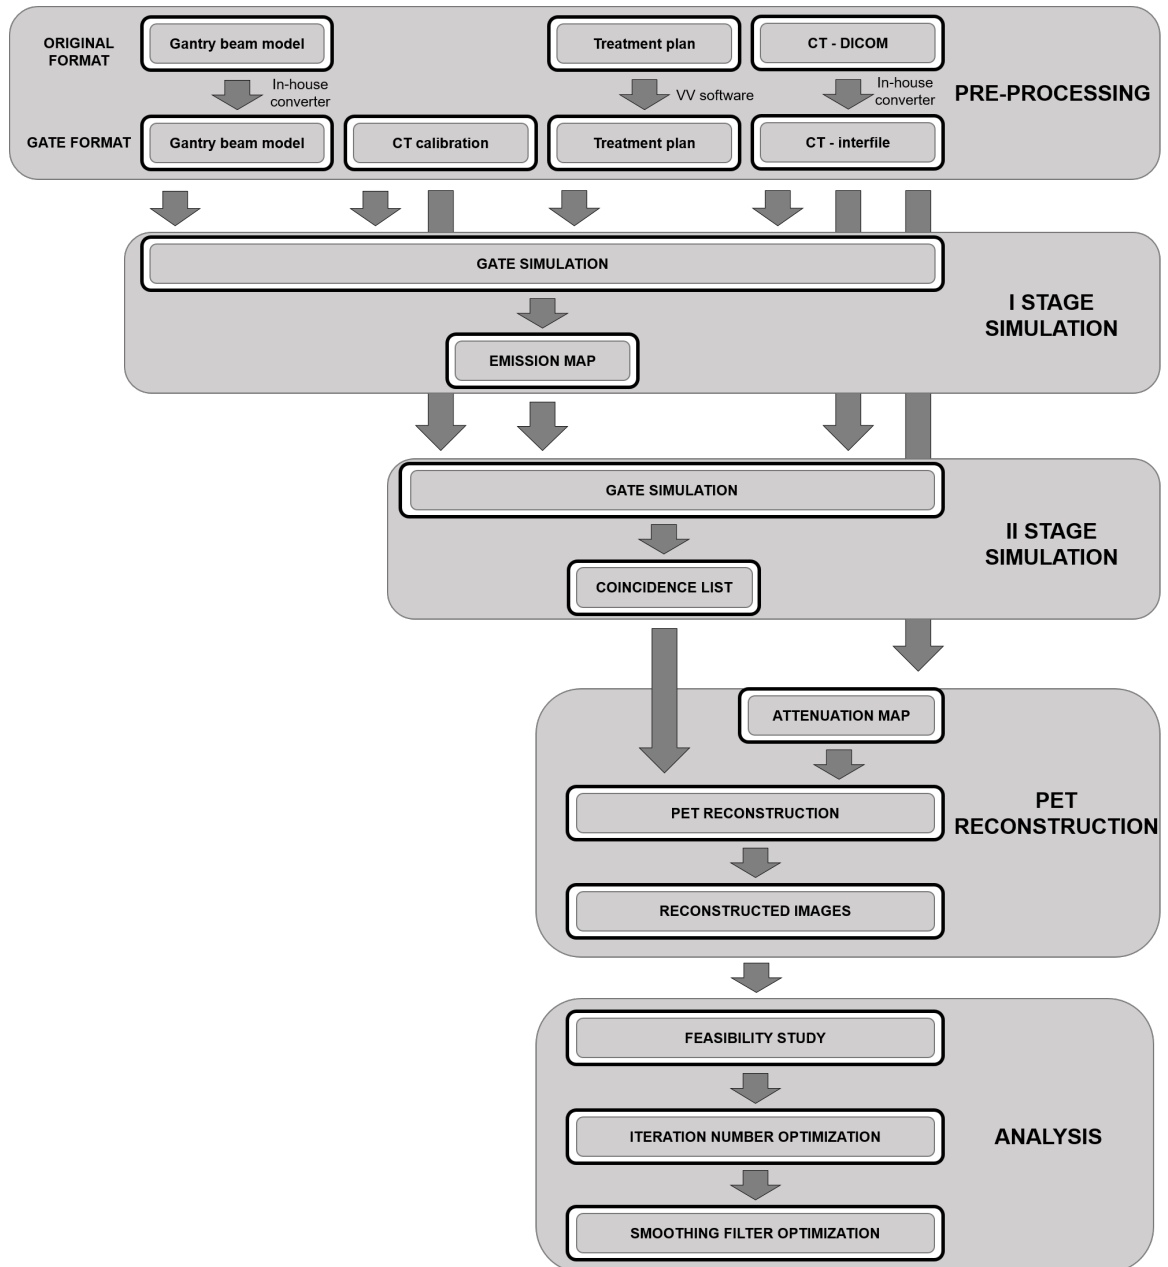 ORIGINAL
FORMAT
Gantry beam model
Treatment plan
CT - DICOM
In-house
converter
VV software
In-house
converter
PRE-PROCESSING
GATE FORMAT
Gantry beam model
CT calibration
Treatment plan
CT - interfile
GATE SIMULATION
I STAGE
SIMULATION
EMISSION MAP
GATE SIMULATION
II STAGE
SIMULATION
COINCIDENCE LIST
ATTENUATION MAP
PET RECONSTRUCTION
PET
RECONSTRUCTION
RECONSTRUCTED IMAGES
FEASIBILITY STUDY
ITERATION NUMBER OPTIMIZATION
ANALYSIS
SMOOTHING FILTER OPTIMIZATION